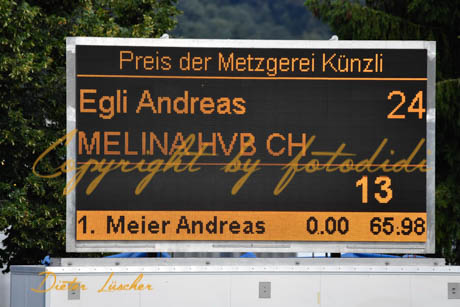 Preis der Metzgerei Künzli
Egli Andreas 24
MELINA HVB CH
Copyright by fotodidi
13
1. Meier Andreas 0.00 65.98
Dieter Lüscher